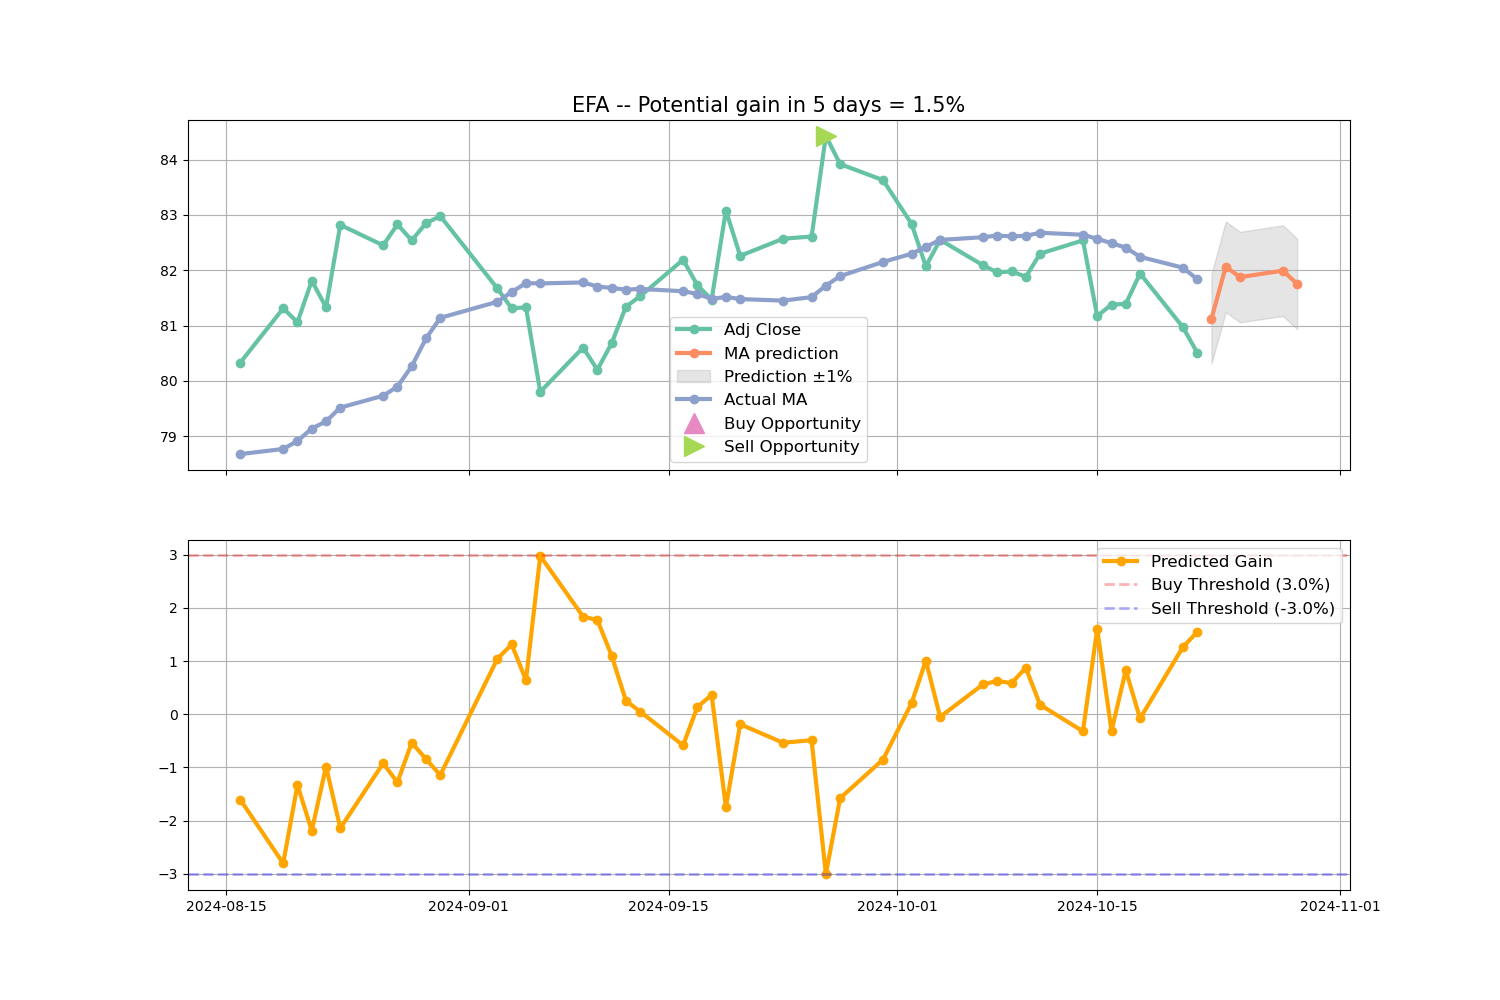 EFA -- Potential gain in 5 days = 1.5%
84
83
82
81
80
79
Adj Close
MA prediction
Prediction ±1%
Actual MA
Buy Opportunity
Sell Opportunity
3
2
1
0
−1
−2
−3
Predicted Gain
Buy Threshold (3.0%)
Sell Threshold (-3.0%)
2024-08-15 2024-09-01 2024-09-15 2024-10-01 2024-10-15 2024-11-01